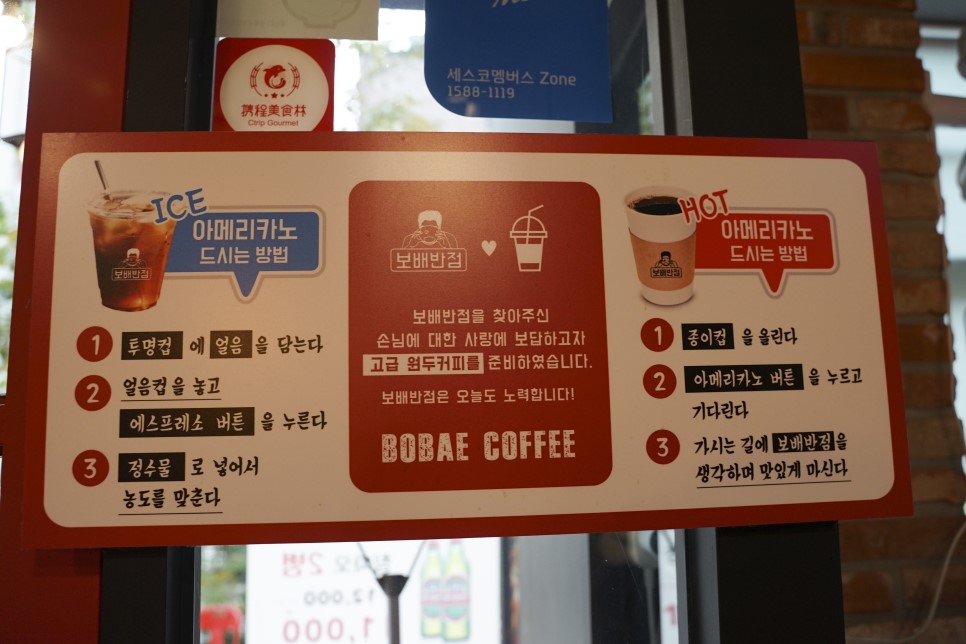 携程美食林
Ctrip Gourmet
세스코멤버스 Zone
1588-1119
ICE
아메리카노
드시는 방법
보배반점
1 투명컵 에 얼음 을 담는다
2 얼음컵을 놓고
에스프레소 버튼 을 누른다
3 정수물 로 넣어서
농도를 맞춘다
보배반점
보배반점을 찾아주신
손님에 대한 사랑에 보답하고자
고급 원두커피를 준비하였습니다.
보배반점은 오늘도 노력합니다!
BOBAE COFFEE
HOT
아메리카노
드시는 방법
보배반점
1 종이컵 을 올린다
2 아메리카노 버튼 을 누르고
기다린다
3 가시는 길에 보배반점을
생각하며 맛있게 마신다
2병
12,000
1,000